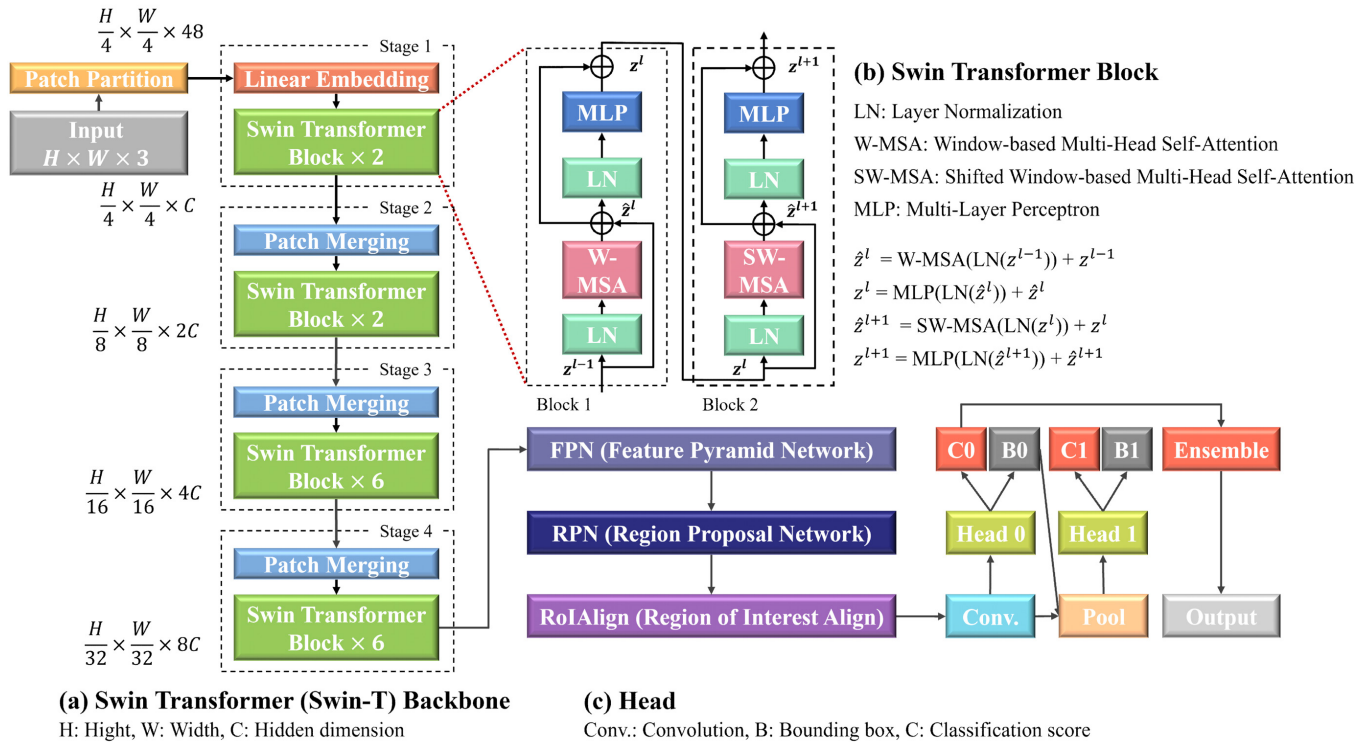 H/4 × W/4 × 48
Stage 1
Patch Partition
Linear Embedding
Input
H × W × 3
Swin Transformer
Block × 2
H/4 × W/4 × C
Stage 2
Patch Merging
Swin Transformer
Block × 2
H/8 × W/8 × 2C
Stage 3
Patch Merging
Swin Transformer
Block × 6
H/16 × W/16 × 4C
Stage 4
Patch Merging
Swin Transformer
Block × 6
H/32 × W/32 × 8C
(a) Swin Transformer (Swin-T) Backbone
H: Hight, W: Width, C: Hidden dimension
z^l
MLP
LN
ẑ^l
W-
MSA
LN
z^{l-1}
Block 1
z^{l+1}
MLP
LN
ẑ^{l+1}
SW-
MSA
LN
z^l
Block 2
(b) Swin Transformer Block
LN: Layer Normalization
W-MSA: Window-based Multi-Head Self-Attention
SW-MSA: Shifted Window-based Multi-Head Self-Attention
MLP: Multi-Layer Perceptron
ẑ^l = W-MSA(LN(z^{l-1})) + z^{l-1}
z^l = MLP(LN(ẑ^l)) + ẑ^l
ẑ^{l+1} = SW-MSA(LN(z^l)) + z^l
z^{l+1} = MLP(LN(ẑ^{l+1})) + ẑ^{l+1}
FPN (Feature Pyramid Network)
RPN (Region Proposal Network)
RoIAlign (Region of Interest Align)
C0
B0
C1
B1
Ensemble
Head 0
Head 1
Conv.
Pool
Output
(c) Head
Conv.: Convolution, B: Bounding box, C: Classification score